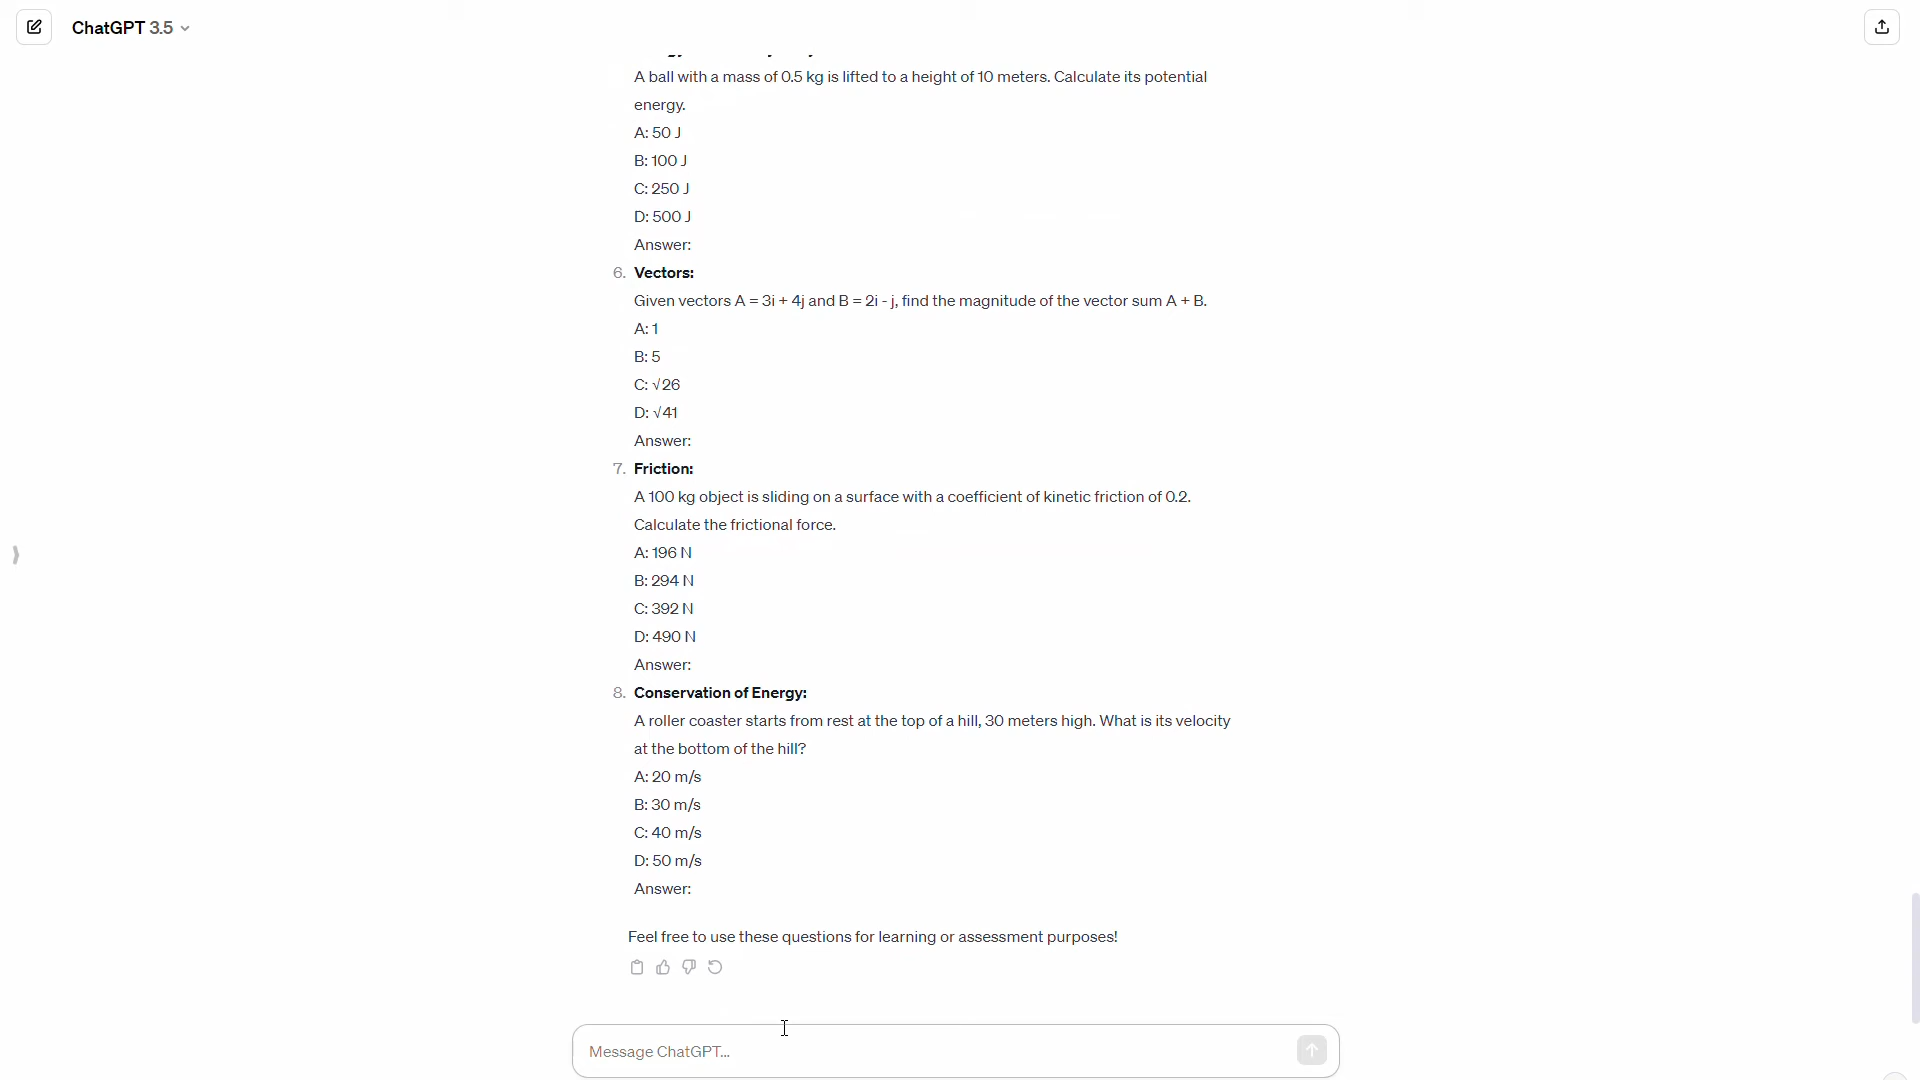 ChatGPT 3.5
A ball with a mass of 0.5 kg is lifted to a height of 10 meters. Calculate its potential
energy.
A: 50 J
B: 100 J
C: 250 J
D: 500 J
Answer:
6. Vectors:
Given vectors A = 3i + 4j and B = 2i - j, find the magnitude of the vector sum A + B.
A: 1
B: 5
C: √26
D: √41
Answer:
7. Friction:
A 100 kg object is sliding on a surface with a coefficient of kinetic friction of 0.2.
Calculate the frictional force.
A: 196 N
B: 294 N
C: 392 N
D: 490 N
Answer:
8. Conservation of Energy:
A roller coaster starts from rest at the top of a hill, 30 meters high. What is its velocity
at the bottom of the hill?
A: 20 m/s
B: 30 m/s
C: 40 m/s
D: 50 m/s
Answer:
Feel free to use these questions for learning or assessment purposes!
Message ChatGPT...